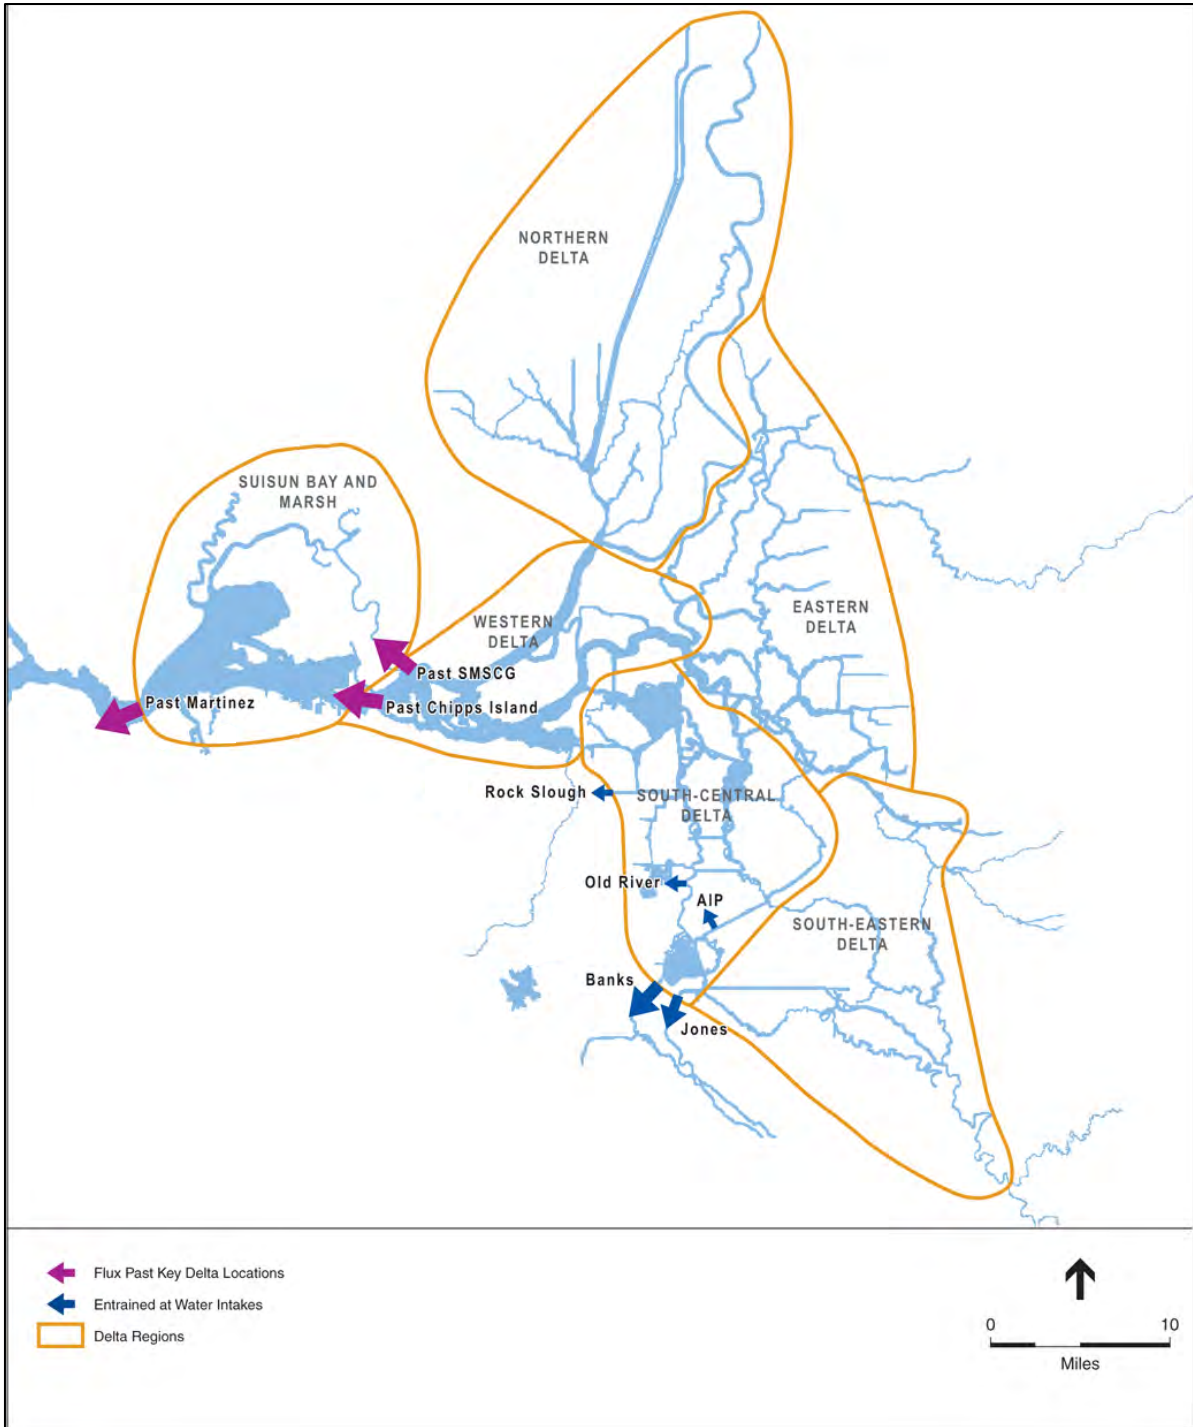 NORTHERN
DELTA
SUISUN BAY AND
MARSH
WESTERN
DELTA
EASTERN
DELTA
Past SMSCG
Past Martinez
Past Chipps Island
Rock Slough
SOUTH-CENTRAL
DELTA
Old River
AIP
SOUTH-EASTERN
DELTA
Banks
Jones
Flux Past Key Delta Locations
Entrained at Water Intakes
Delta Regions
0 10
Miles